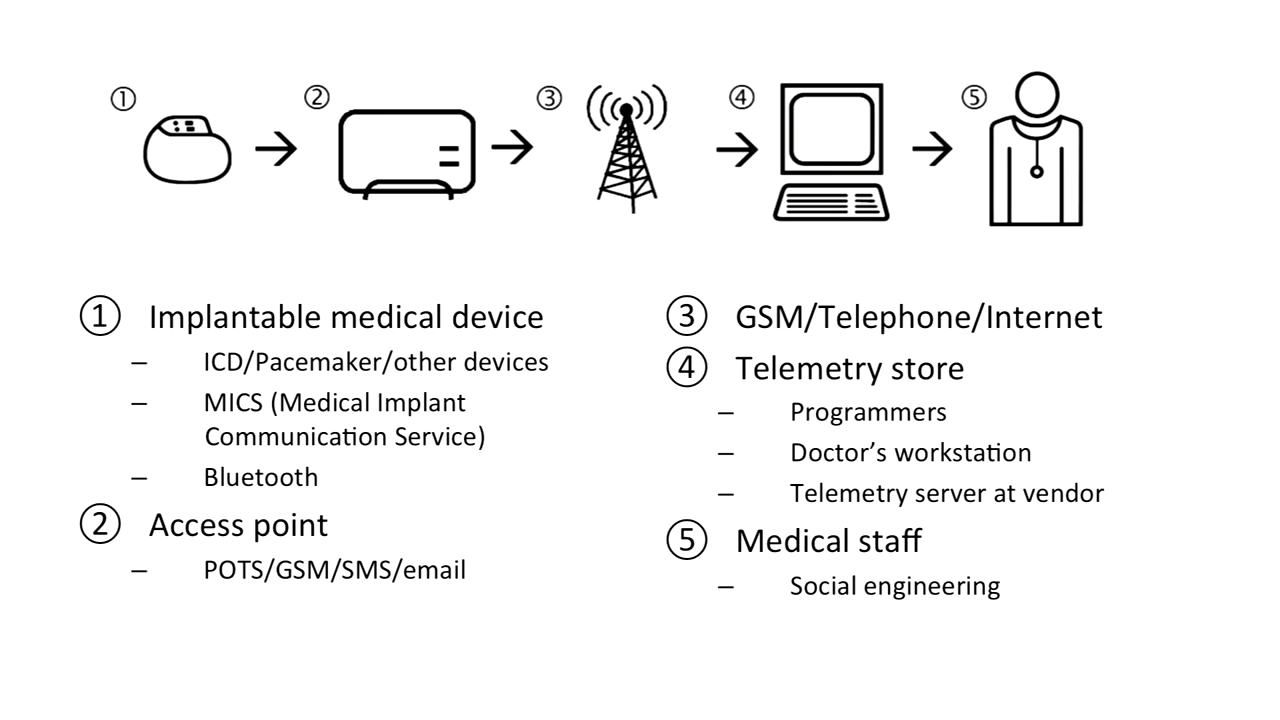 ① ② ③ ④ ⑤
① Implantable medical device
– ICD/Pacemaker/other devices
– MICS (Medical Implant
Communication Service)
– Bluetooth
② Access point
– POTS/GSM/SMS/email
③ GSM/Telephone/Internet
④ Telemetry store
– Programmers
– Doctor’s workstation
– Telemetry server at vendor
⑤ Medical staff
– Social engineering